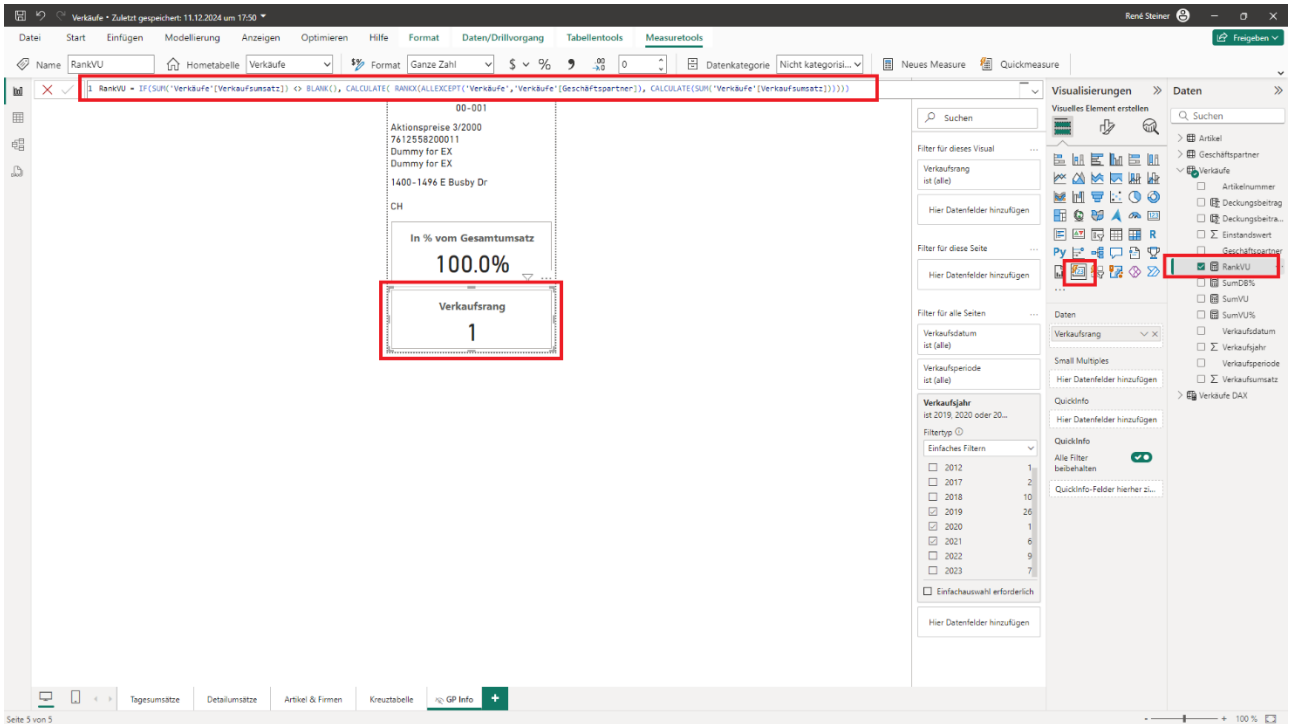 Verkäufe • Zuletzt gespeichert: 11.12.2024 um 17:50
René Steiner
Datei Start Einfügen Modellierung Anzeigen Optimieren Hilfe Format Daten/Drillvorgang Tabellentools Measuretools
Freigeben
Name RankVU
Hometabelle Verkäufe
Format Ganze Zahl
$ % 0
Datenkategorie Nicht kategorisi...
Neues Measure
Quickmeasure
1 RankVU = IF(SUM('Verkäufe'[Verkaufsumsatz]) <> BLANK(), CALCULATE( RANKX(ALLEXCEPT('Verkäufe','Verkäufe'[Geschäftspartner]), CALCULATE(SUM('Verkäufe'[Verkaufsumsatz])))))
00-001
Aktionspreise 3/2000
7612558200011
Dummy for EX
Dummy for EX
1400-1496 E Busby Dr
CH
In % vom Gesamtumsatz
100.0%
Verkaufsrang
1
Suchen
Filter für dieses Visual
Verkaufsrang
ist (alle)
Hier Datenfelder hinzufügen
Filter für diese Seite
Hier Datenfelder hinzufügen
Filter für alle Seiten
Verkaufsdatum
ist (alle)
Verkaufsperiode
ist (alle)
Verkaufsjahr
ist 2019, 2020 oder 20...
Filtertyp
Einfaches Filtern
2012 1
2017 2
2018 10
2019 26
2020 1
2021 6
2022 9
2023 7
Einfachauswahl erforderlich
Hier Datenfelder hinzufügen
Visualisierungen
Visuelles Element erstellen
R
Py
...
Daten
Verkaufsrang
Small Multiples
Hier Datenfelder hinzufügen
QuickInfo
Hier Datenfelder hinzufügen
QuickInfo
Alle Filter
beibehalten
QuickInfo-Felder hierher zi...
Daten
Suchen
Artikel
Geschäftspartner
Verkäufe
Artikelnummer
Deckungsbeitrag
Deckungsbeitra...
Einstandswert
Geschäftspartner
RankVU
SumDB%
SumVU
SumVU%
Verkaufsdatum
Verkaufsjahr
Verkaufsperiode
Verkaufsumsatz
Verkäufe DAX
Tagesumsätze Detailumsätze Artikel & Firmen Kreuztabelle GP Info +
Seite 5 von 5
- + 100 %